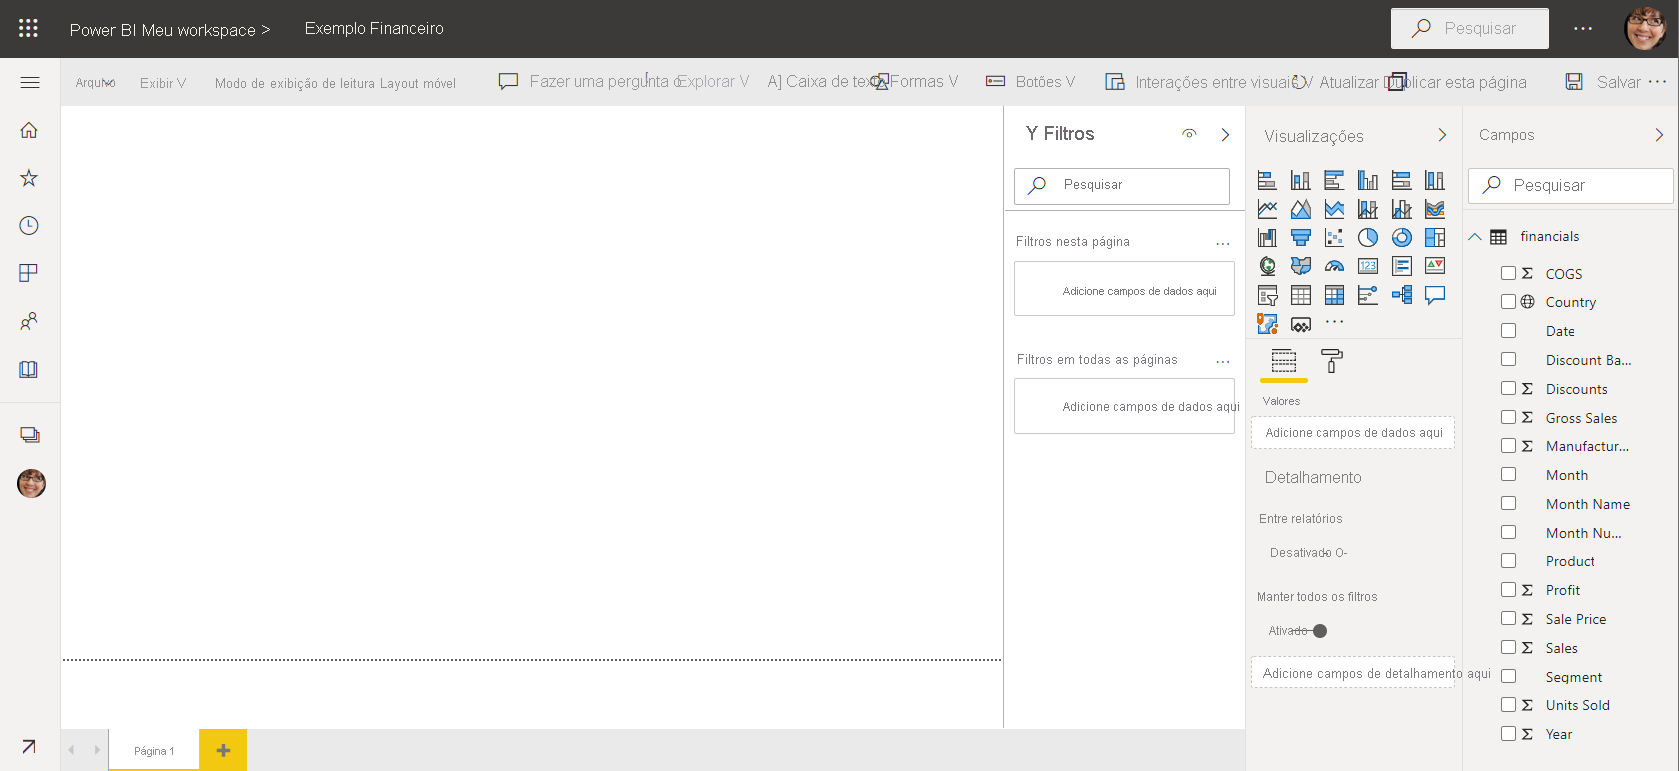 Power BI Meu workspace >
Exemplo Financeiro
Pesquisar
Arquivo
Exibir
Modo de exibição de leitura Layout móvel
Fazer uma pergunta o
Explorar
A] Caixa de texto
Formas
Botões
Interações entre visuais
Atualizar
Duplicar esta página
Salvar
Y Filtros
Pesquisar
Filtros nesta página
Adicione campos de dados aqui
Filtros em todas as páginas
Adicione campos de dados aqui
Visualizações
123
Valores
Adicione campos de dados aqui
Detalhamento
Entre relatórios
Desativado O-
Manter todos os filtros
Ativado
Adicione campos de detalhamento aqui
Campos
Pesquisar
financials
COGS
Country
Date
Discount Ba...
Discounts
Gross Sales
Manufactur...
Month
Month Name
Month Nu...
Product
Profit
Sale Price
Sales
Segment
Units Sold
Year
Página 1